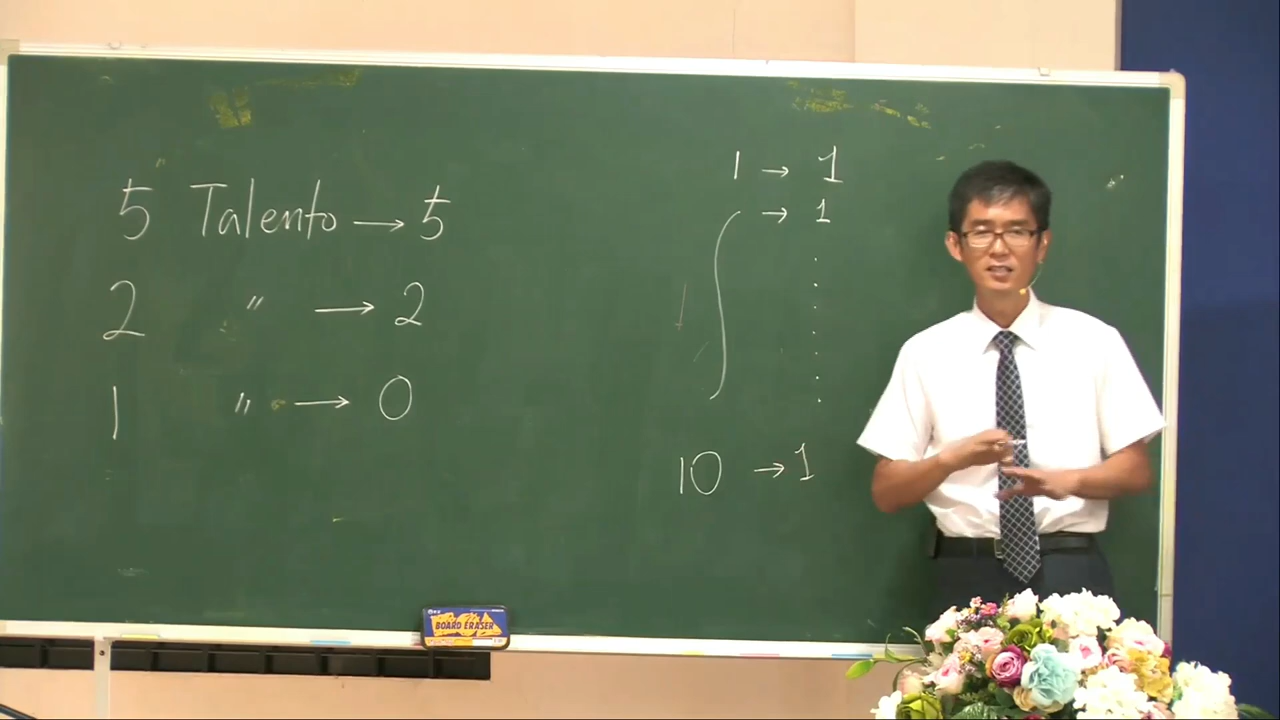 5 Talento → 5
2 〃 → 2
1 〃 → 0
1 → 1
→ 1
10 → 1
BOARD ERASER